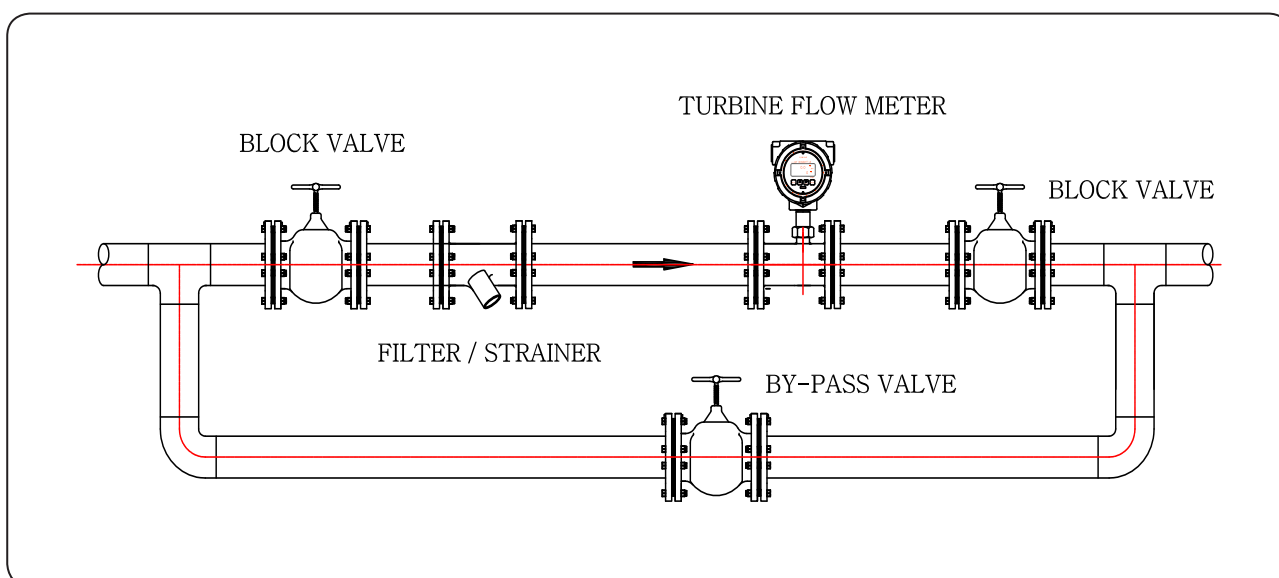 TURBINE FLOW METER
BLOCK VALVE
BLOCK VALVE
FILTER / STRAINER
BY-PASS VALVE